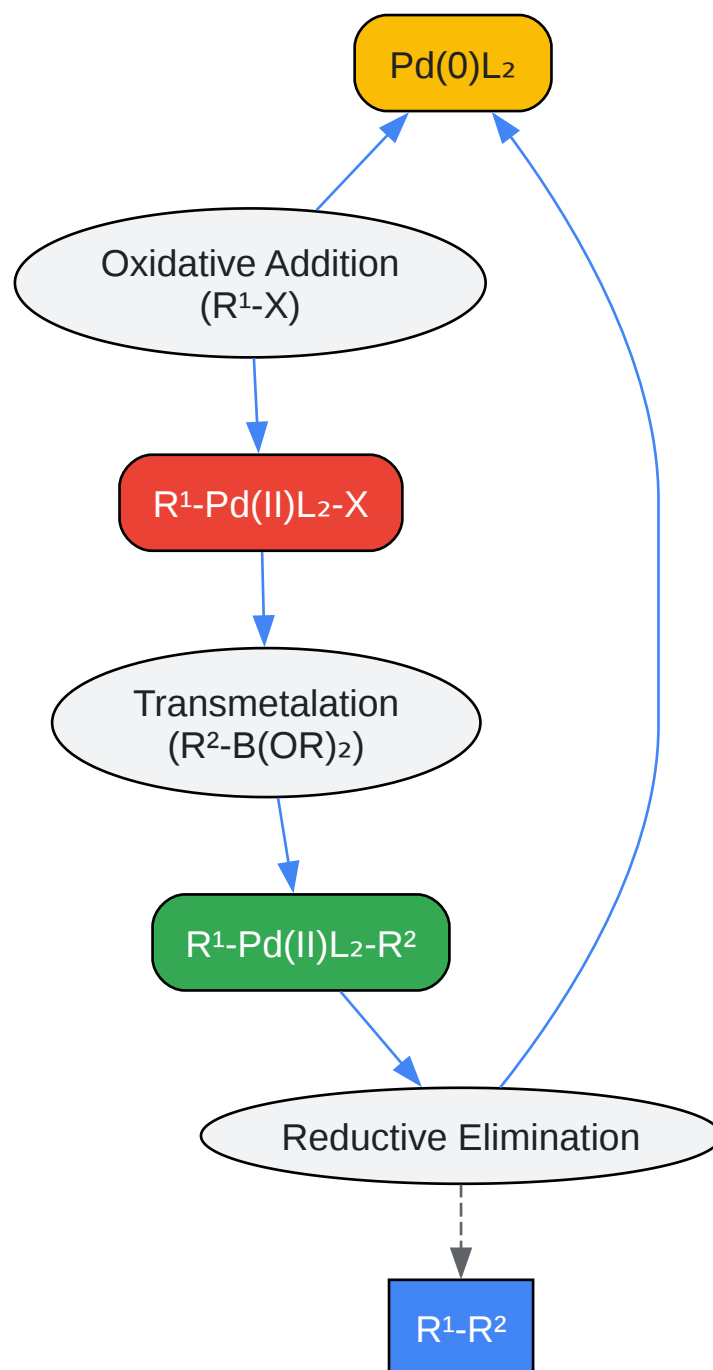 Pd(0)L₂
Oxidative Addition
(R¹-X)
R¹-Pd(II)L₂-X
Transmetalation
(R²-B(OR)₂)
R¹-Pd(II)L₂-R²
Reductive Elimination
R¹-R²